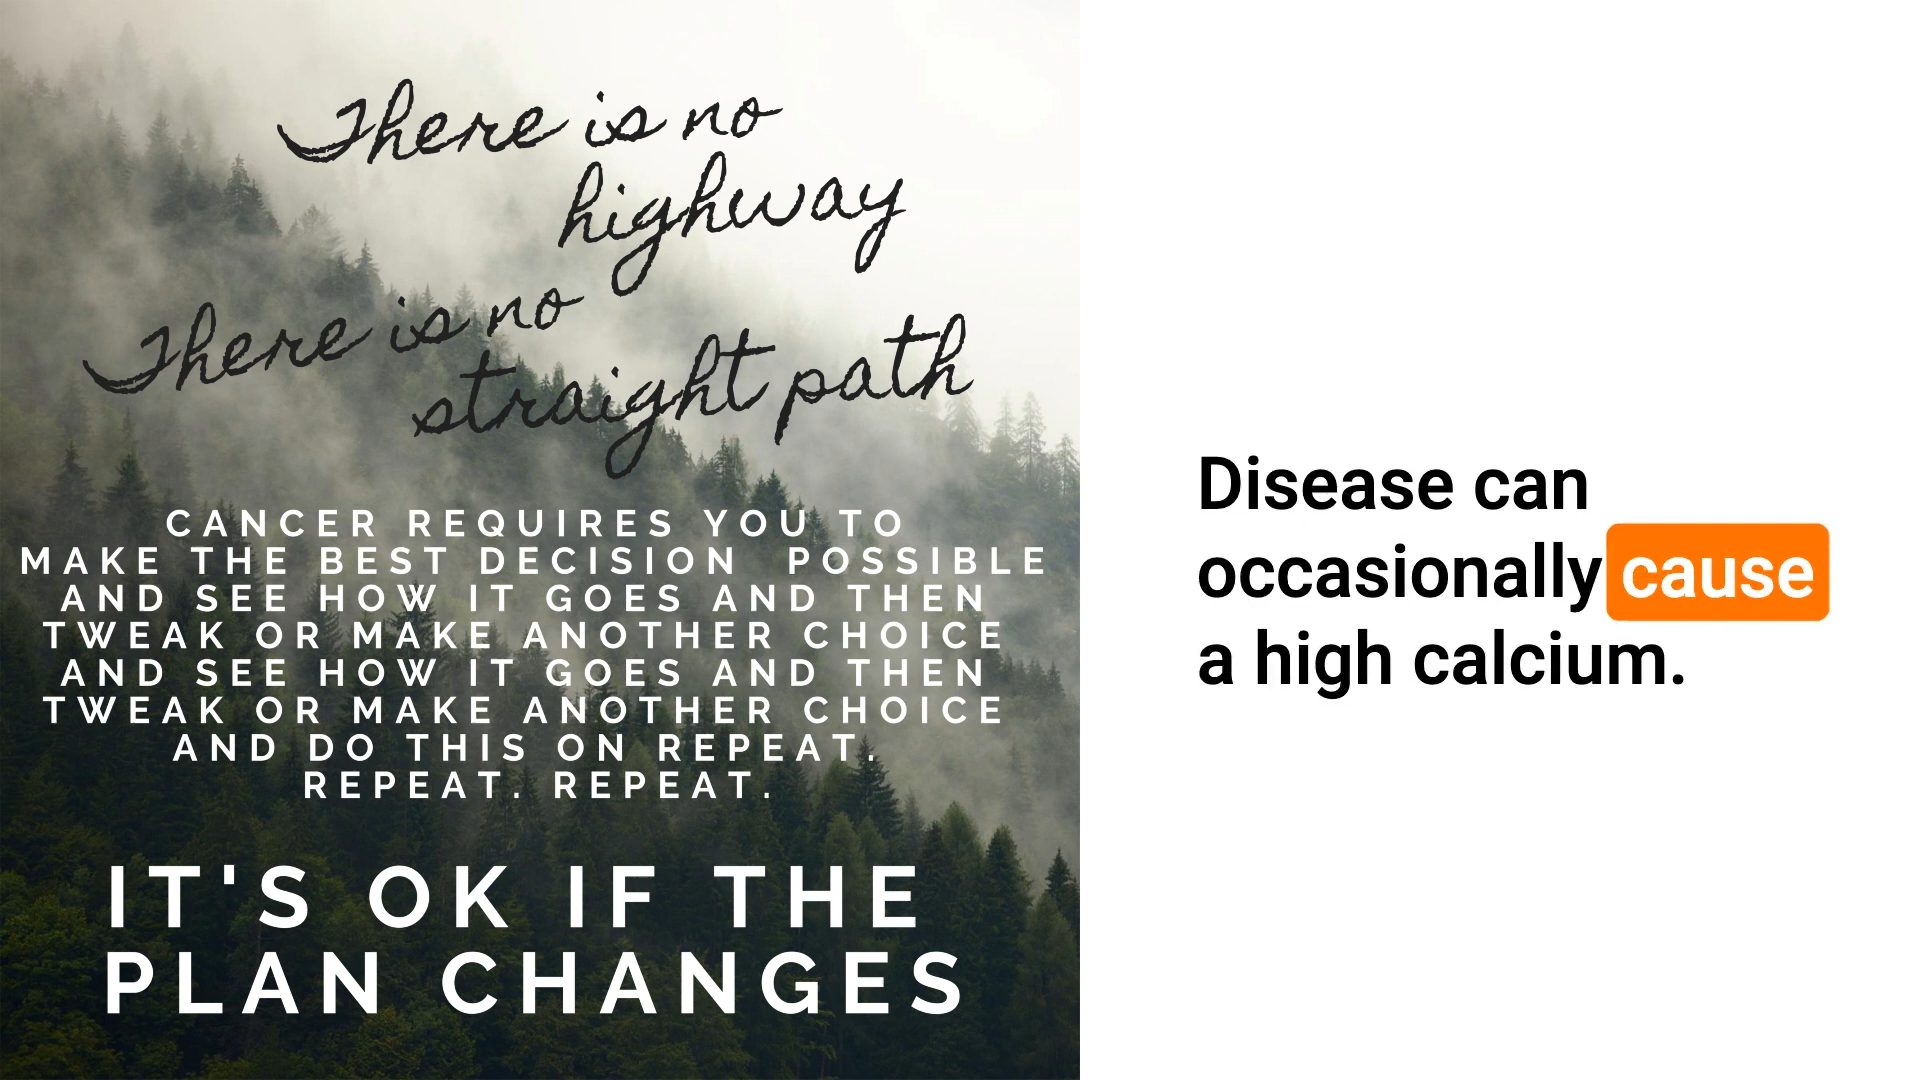 There is no
highway
There is no
straight path
CANCER REQUIRES YOU TO
MAKE THE BEST DECISION POSSIBLE
AND SEE HOW IT GOES AND THEN
TWEAK OR MAKE ANOTHER CHOICE
AND SEE HOW IT GOES AND THEN
TWEAK OR MAKE ANOTHER CHOICE
AND DO THIS ON REPEAT.
REPEAT. REPEAT.
IT'S OK IF THE
PLAN CHANGES
Disease can
occasionally cause
a high calcium.